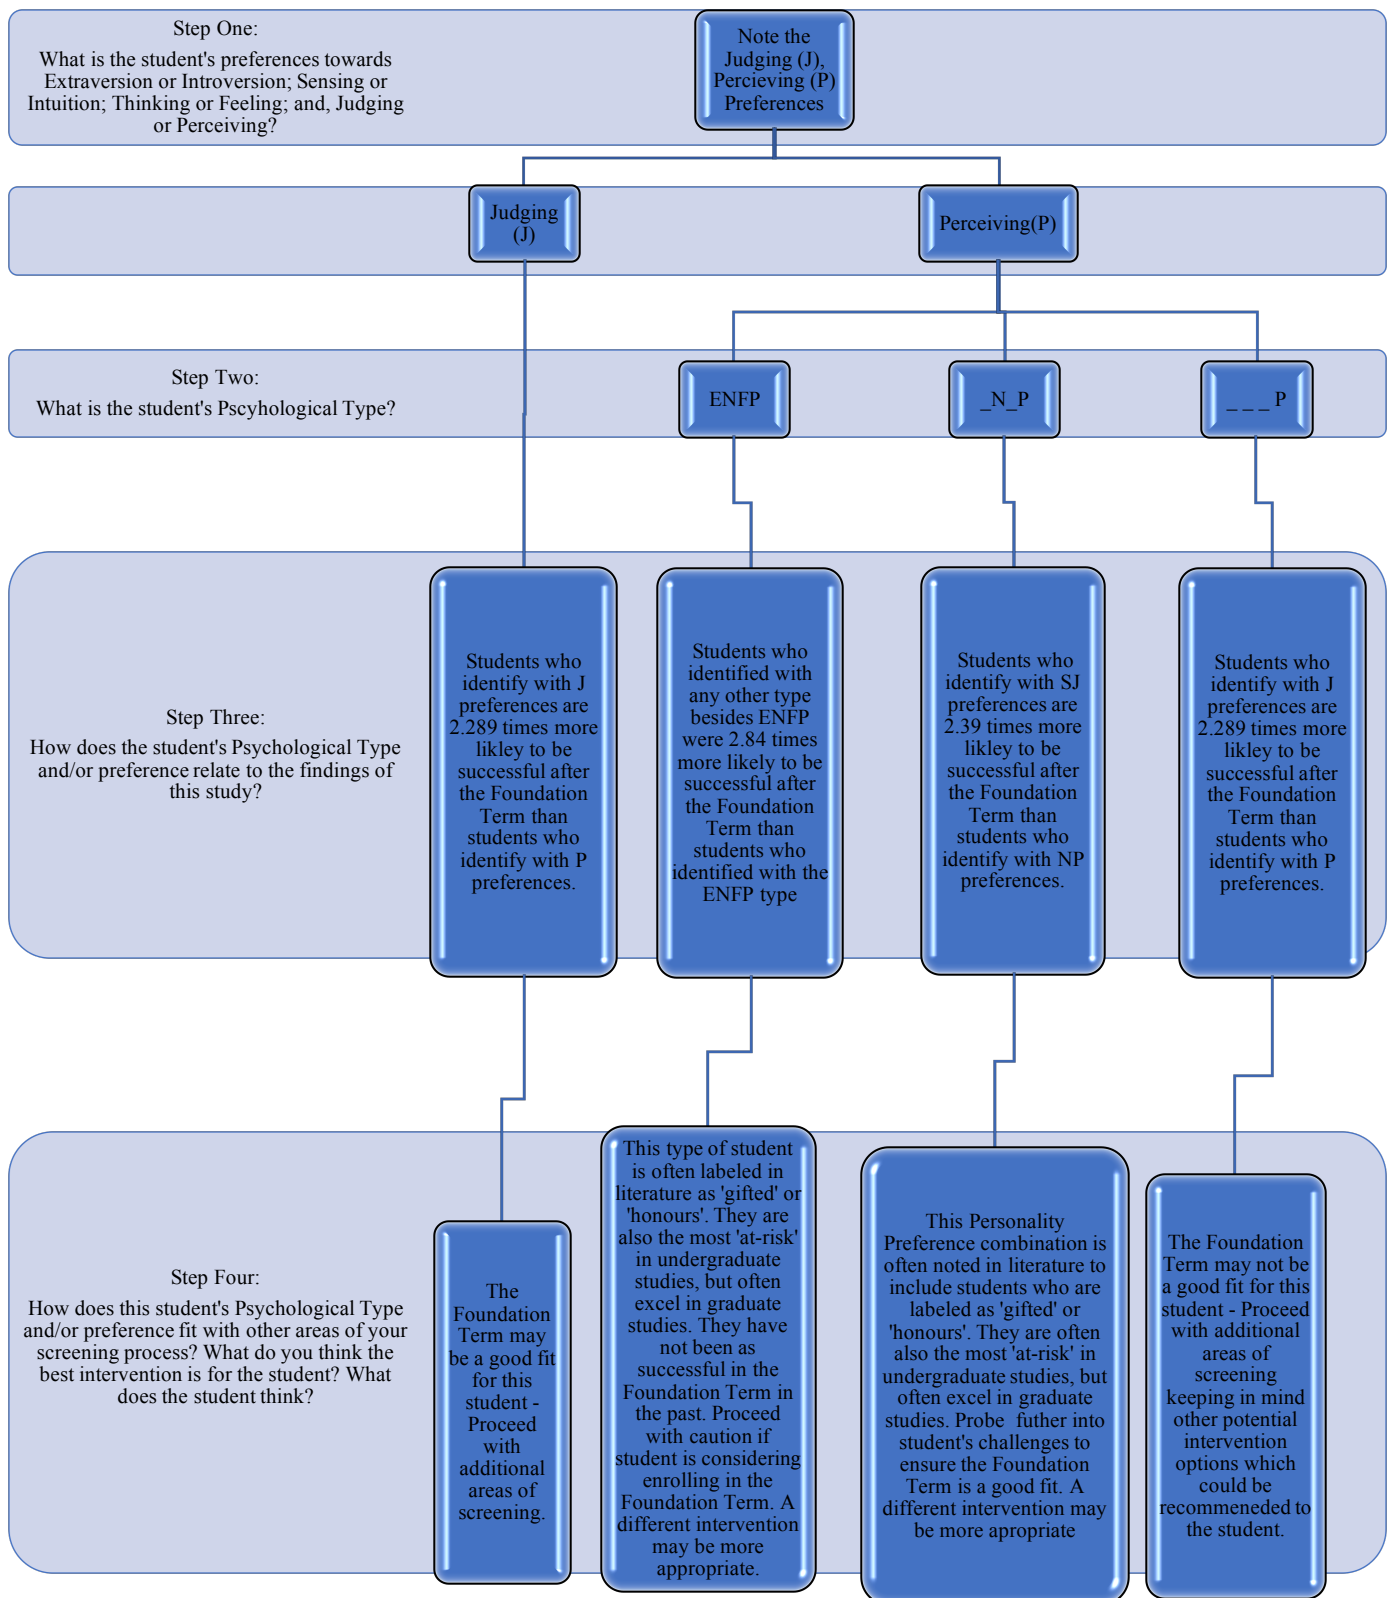 Step One:
What is the student's preferences towards
Extraversion or Introversion; Sensing or
Intuition; Thinking or Feeling; and, Judging
or Perceiving?
Note the
Judging (J),
Percieving (P)
Preferences
Judging
(J)
Perceiving(P)
Step Two:
What is the student's Pscyhological Type?
ENFP
_N_P
_ _ _ P
Step Three:
How does the student's Psychological Type
and/or preference relate to the findings of
this study?
Students who
identify with J
preferences are
2.289 times more
likley to be
successful after
the Foundation
Term than
students who
identify with P
preferences.
Students who
identified with
any other type
besides ENFP
were 2.84 times
more likely to be
successful after
the Foundation
Term than
students who
identified with the
ENFP type
Students who
identify with SJ
preferences are
2.39 times more
likley to be
successful after
the Foundation
Term than
students who
identify with NP
preferences.
Students who
identify with J
preferences are
2.289 times more
likley to be
successful after
the Foundation
Term than
students who
identify with P
preferences.
Step Four:
How does this student's Psychological Type
and/or preference fit with other areas of your
screening process? What do you think the
best intervention is for the student? What
does the student think?
The
Foundation
Term may
be a good fit
for this
student -
Proceed
with
additional
areas of
screening.
This type of student
is often labeled in
literature as 'gifted' or
'honours'. They are
also the most 'at-risk'
in undergraduate
studies, but often
excel in graduate
studies. They have
not been as
successful in the
Foundation Term in
the past. Proceed
with caution if
student is considering
enrolling in the
Foundation Term. A
different intervention
may be more
appropriate.
This Personality
Preference combination is
often noted in literature to
include students who are
labeled as 'gifted' or
'honours'. They are often
also the most 'at-risk' in
undergraduate studies, but
often excel in graduate
studies. Probe futher into
student's challenges to
ensure the Foundation
Term is a good fit. A
different intervention may
be more apropriate
The Foundation
Term may not be
a good fit for this
student - Proceed
with additional
areas of
screening
keeping in mind
other potential
intervention
options which
could be
recommeneded to
the student.